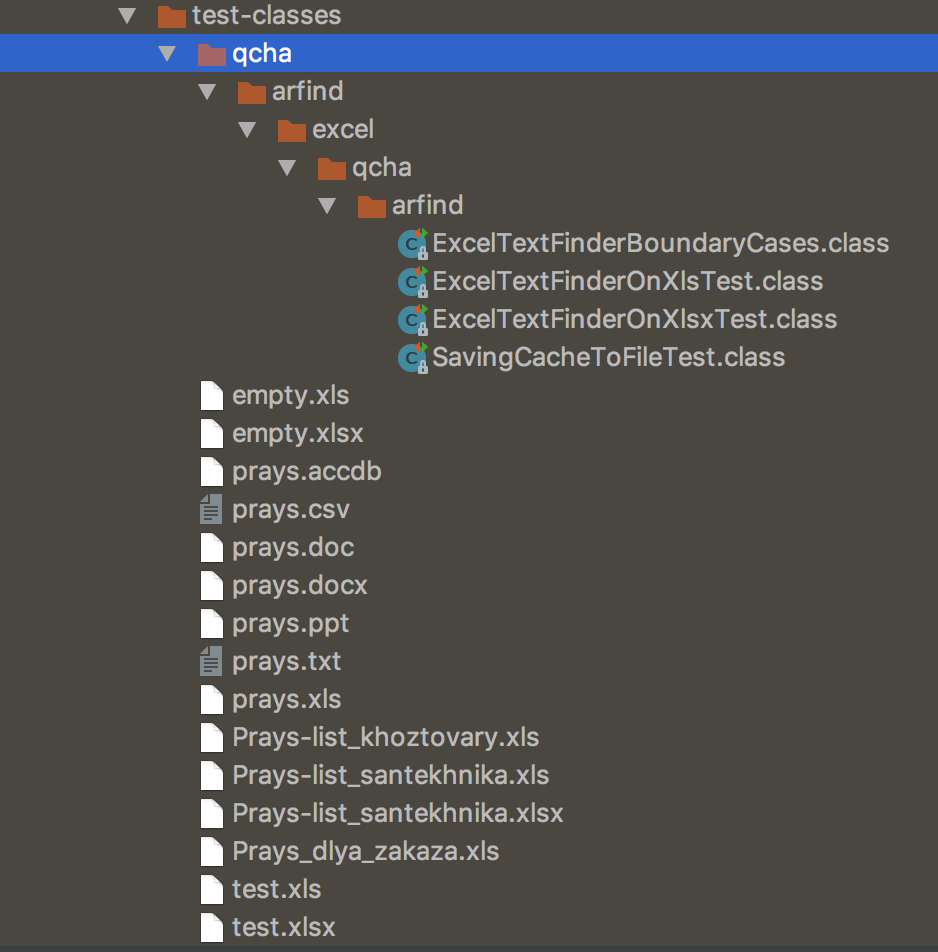 test-classes
qcha
arfind
excel
qcha
arfind
ExcelTextFinderBoundaryCases.class
ExcelTextFinderOnXlsTest.class
ExcelTextFinderOnXlsxTest.class
SavingCacheToFileTest.class
empty.xls
empty.xlsx
prays.accdb
prays.csv
prays.doc
prays.docx
prays.ppt
prays.txt
prays.xls
Prays-list_khoztovary.xls
Prays-list_santekhnika.xls
Prays-list_santekhnika.xlsx
Prays_dlya_zakaza.xls
test.xls
test.xlsx